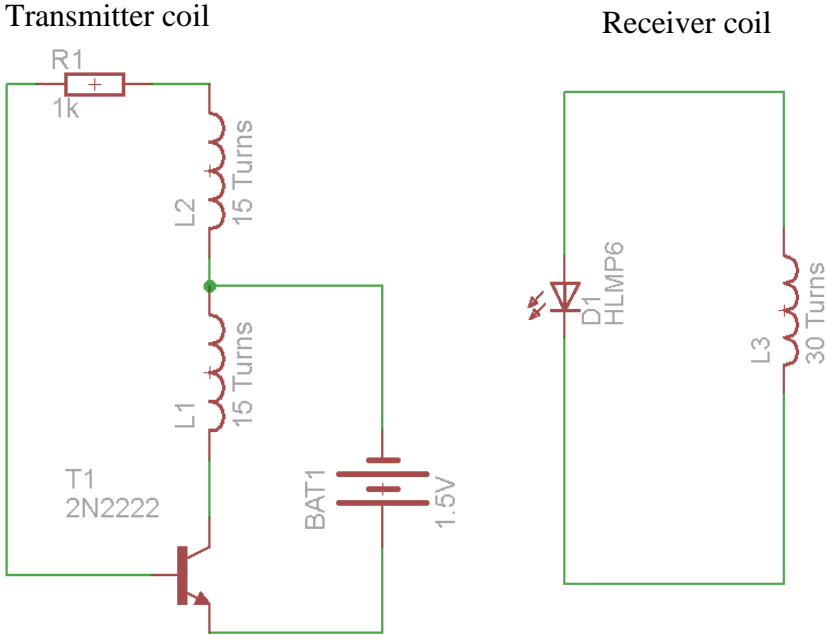 Transmitter coil
Receiver coil
R1
1k
L2
15 Turns
L1
15 Turns
T1
2N2222
BAT1
1.5V
D1
HLMP6
L3
30 Turns